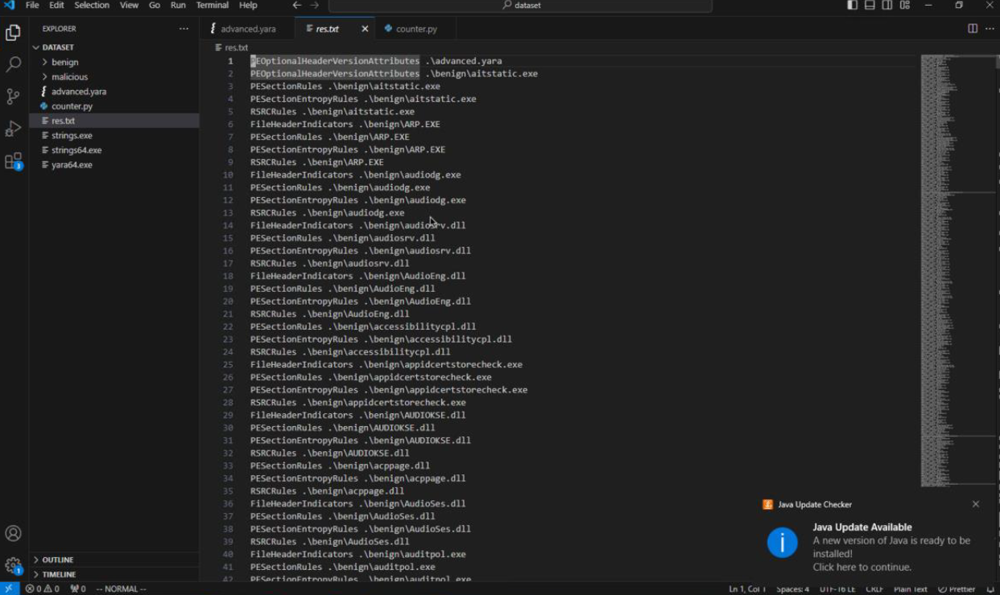 File Edit Selection View Go Run Terminal Help
dataset
EXPLORER
advanced.yara
res.txt
counter.py
DATASET
benign
malicious
advanced.yara
counter.py
res.txt
strings.exe
strings64.exe
yara64.exe
3
res.txt
1 PEOptionalHeaderVersionAttributes .\advanced.yara
2 PEOptionalHeaderVersionAttributes .\benign\aitstatic.exe
3 PESectionRules .\benign\aitstatic.exe
4 PESectionEntropyRules .\benign\aitstatic.exe
5 RSRCRules .\benign\aitstatic.exe
6 FileHeaderIndicators .\benign\ARP.EXE
7 PESectionRules .\benign\ARP.EXE
8 PESectionEntropyRules .\benign\ARP.EXE
9 RSRCRules .\benign\ARP.EXE
10 FileHeaderIndicators .\benign\audiodg.exe
11 PESectionRules .\benign\audiodg.exe
12 PESectionEntropyRules .\benign\audiodg.exe
13 RSRCRules .\benign\audiodg.exe
14 FileHeaderIndicators .\benign\audiosrv.dll
15 PESectionRules .\benign\audiosrv.dll
16 PESectionEntropyRules .\benign\audiosrv.dll
17 RSRCRules .\benign\audiosrv.dll
18 FileHeaderIndicators .\benign\AudioEng.dll
19 PESectionRules .\benign\AudioEng.dll
20 PESectionEntropyRules .\benign\AudioEng.dll
21 RSRCRules .\benign\AudioEng.dll
22 PESectionRules .\benign\accessibilitycpl.dll
23 PESectionEntropyRules .\benign\accessibilitycpl.dll
24 RSRCRules .\benign\accessibilitycpl.dll
25 FileHeaderIndicators .\benign\appidcertstorecheck.exe
26 PESectionRules .\benign\appidcertstorecheck.exe
27 PESectionEntropyRules .\benign\appidcertstorecheck.exe
28 RSRCRules .\benign\appidcertstorecheck.exe
29 FileHeaderIndicators .\benign\AUDIOKSE.dll
30 PESectionRules .\benign\AUDIOKSE.dll
31 PESectionEntropyRules .\benign\AUDIOKSE.dll
32 RSRCRules .\benign\AUDIOKSE.dll
33 PESectionRules .\benign\acppage.dll
34 PESectionEntropyRules .\benign\acppage.dll
35 RSRCRules .\benign\acppage.dll
36 FileHeaderIndicators .\benign\AudioSes.dll
37 PESectionRules .\benign\AudioSes.dll
38 PESectionEntropyRules .\benign\AudioSes.dll
39 RSRCRules .\benign\AudioSes.dll
40 FileHeaderIndicators .\benign\auditpol.exe
41 PESectionRules .\benign\auditpol.exe
42 PESectionEntropyRules .\benign\auditpol.exe
Java Update Checker
Java Update Available
A new version of Java is ready to be
installed!
Click here to continue.
OUTLINE
TIMELINE
1
0 0 0 -- NORMAL --
Ln 1, Col 1 Spaces: 4 UTF-16 LE CRLF Plain Text Prettier